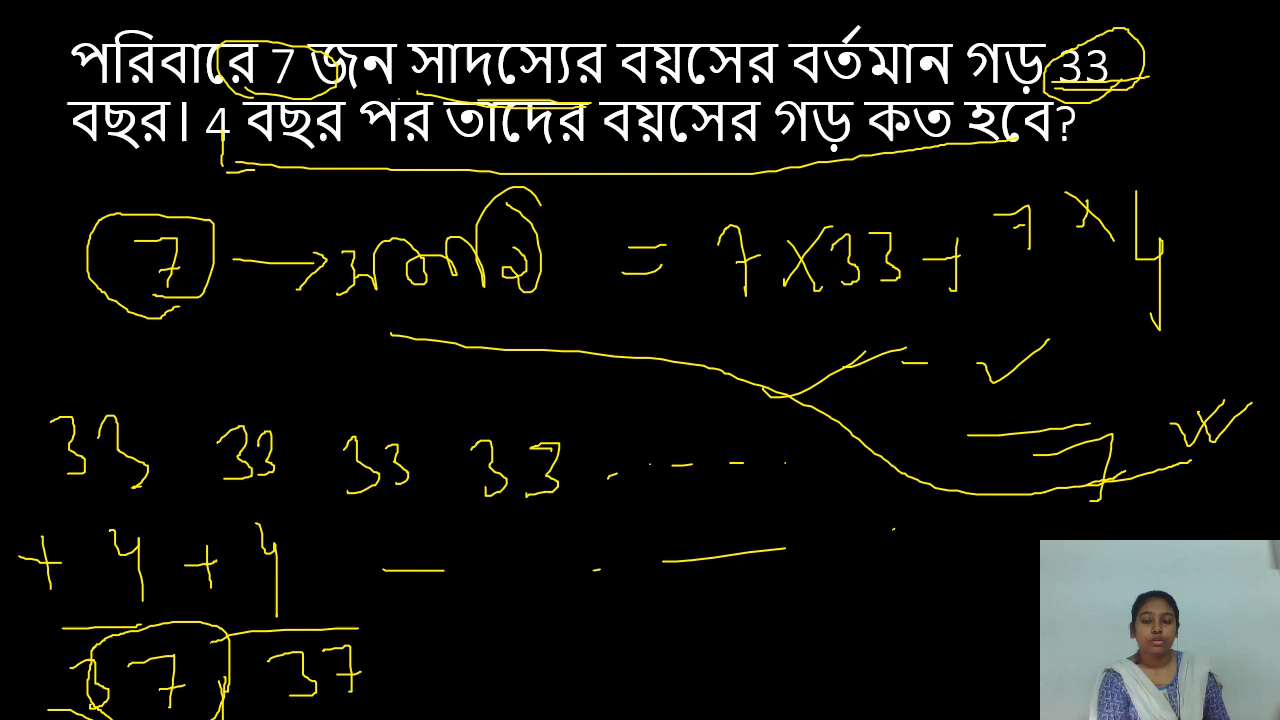 পরিবারে 7 জন সাদস্যের বয়সের বর্তমান গড় 33
বছর। 4 বছর পর তাদের বয়সের গড় কত হবে?
7 → = 7 × 33 + 7 × 4
7
33 33 33 33 . . . . .
+ 4 + 4 —
37 37